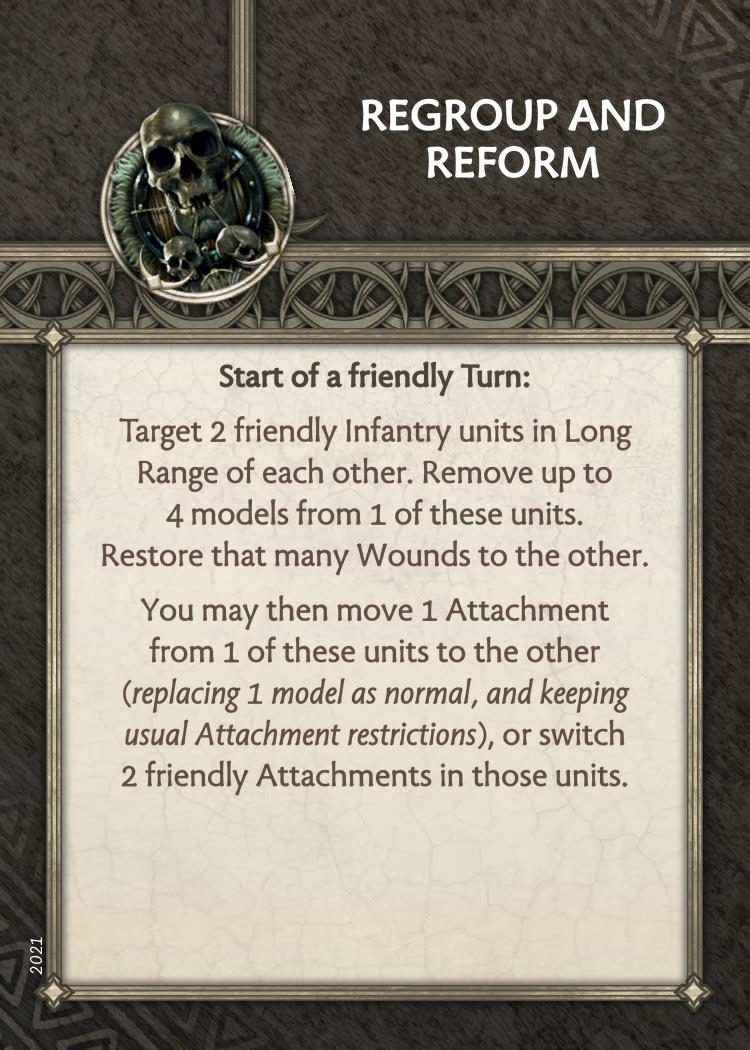 REGROUP AND
REFORM
Start of a friendly Turn:
Target 2 friendly Infantry units in Long
Range of each other. Remove up to
4 models from 1 of these units.
Restore that many Wounds to the other.
You may then move 1 Attachment
from 1 of these units to the other
(replacing 1 model as normal, and keeping
usual Attachment restrictions), or switch
2 friendly Attachments in those units.
2021